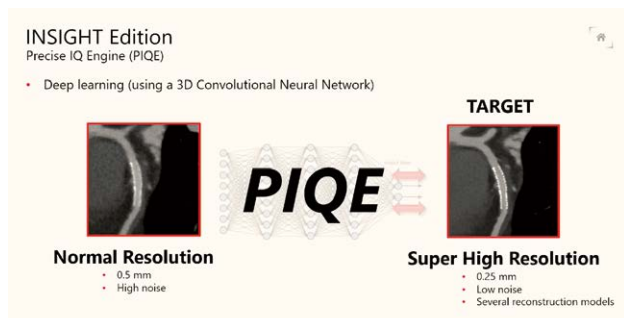 INSIGHT Edition
Precise IQ Engine (PIQE)
• Deep learning (using a 3D Convolutional Neural Network)
TARGET
PIQE
Normal Resolution
• 0.5 mm
• High noise
Super High Resolution
• 0.25 mm
• Low noise
• Several reconstruction models